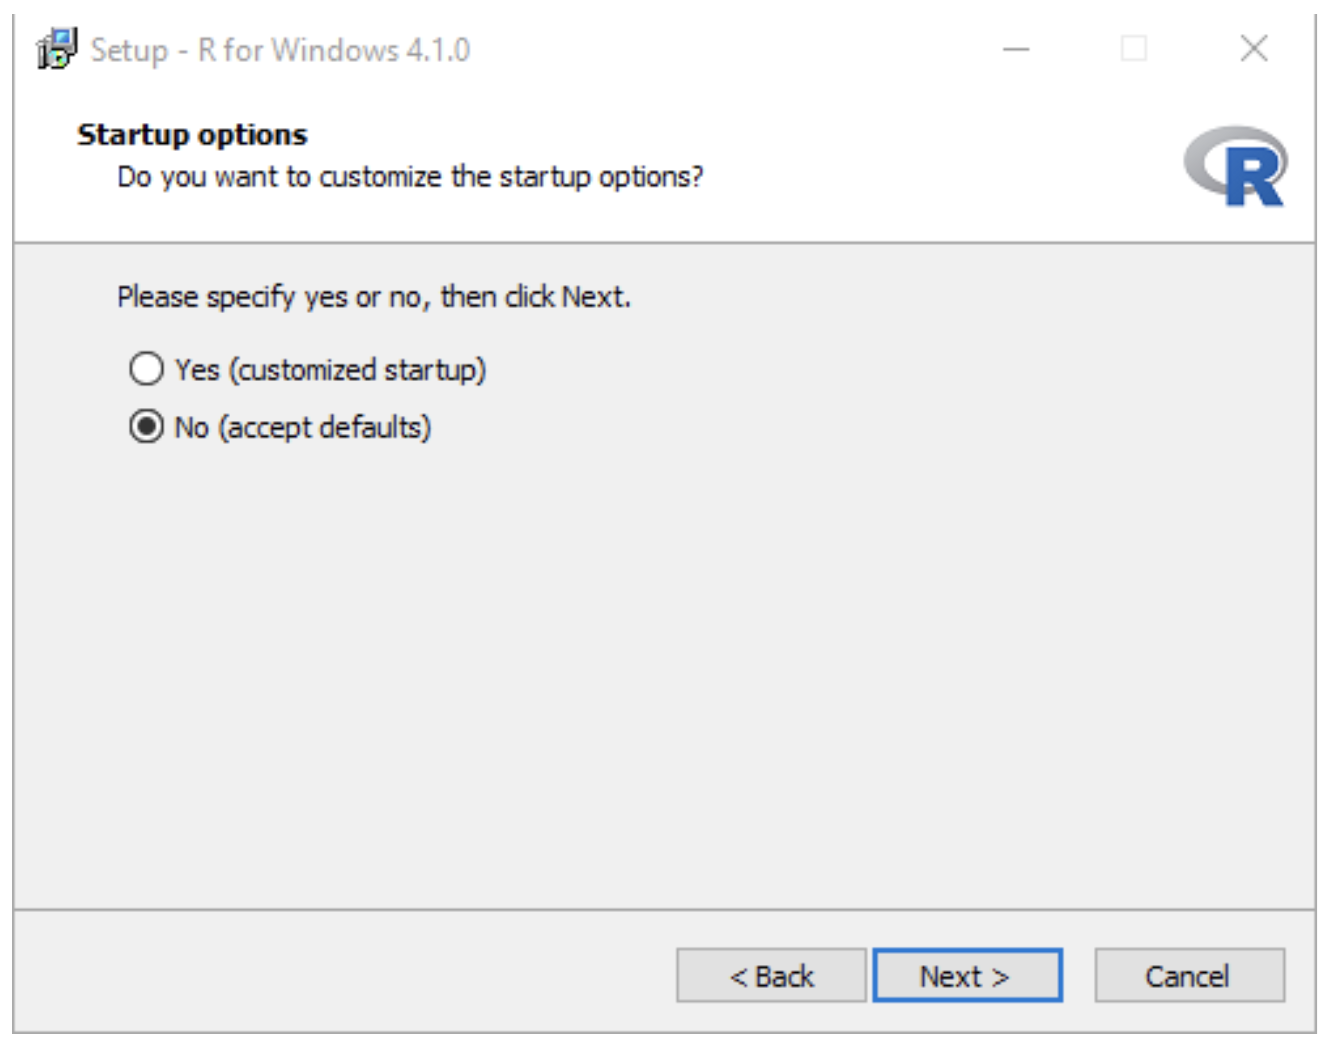 Setup - R for Windows 4.1.0
Startup options
Do you want to customize the startup options?
R
Please specify yes or no, then click Next.
Yes (customized startup)
No (accept defaults)
< Back
Next >
Cancel